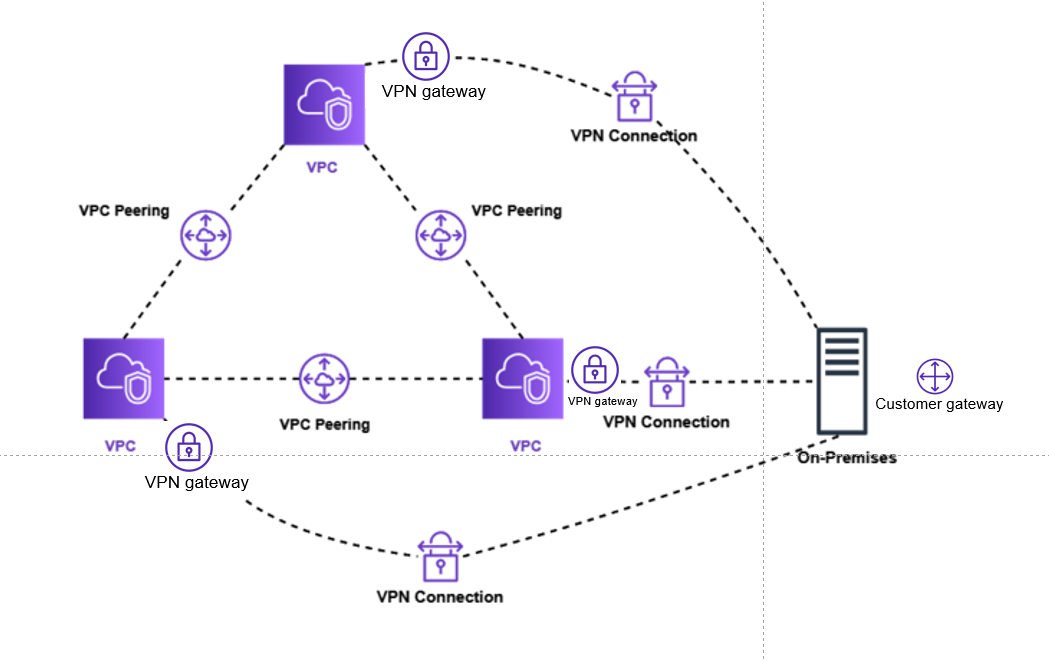 VPN gateway
VPN Connection
VPC
VPC Peering
VPC Peering
VPN gateway
VPN Connection
Customer gateway
VPC Peering
VPC
VPC
On-Premises
VPN gateway
VPN Connection